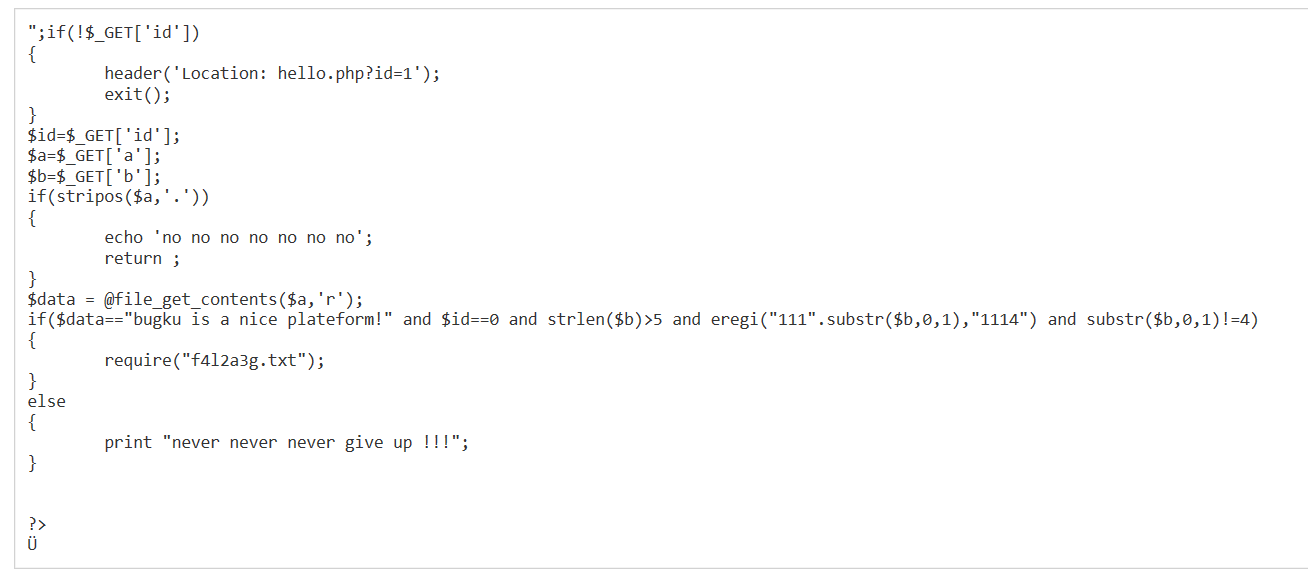 ";if(!$_GET['id'])
{
        header('Location: hello.php?id=1');
        exit();
}
$id=$_GET['id'];
$a=$_GET['a'];
$b=$_GET['b'];
if(stripos($a,'.'))
{
        echo 'no no no no no no no';
        return ;
}
$data = @file_get_contents($a,'r');
if($data=="bugku is a nice plateform!" and $id==0 and strlen($b)>5 and eregi("111".substr($b,0,1),"1114") and substr($b,0,1)!=4)
{
        require("f4l2a3g.txt");
}
else
{
        print "never never never give up !!!";
}
?>
Ü